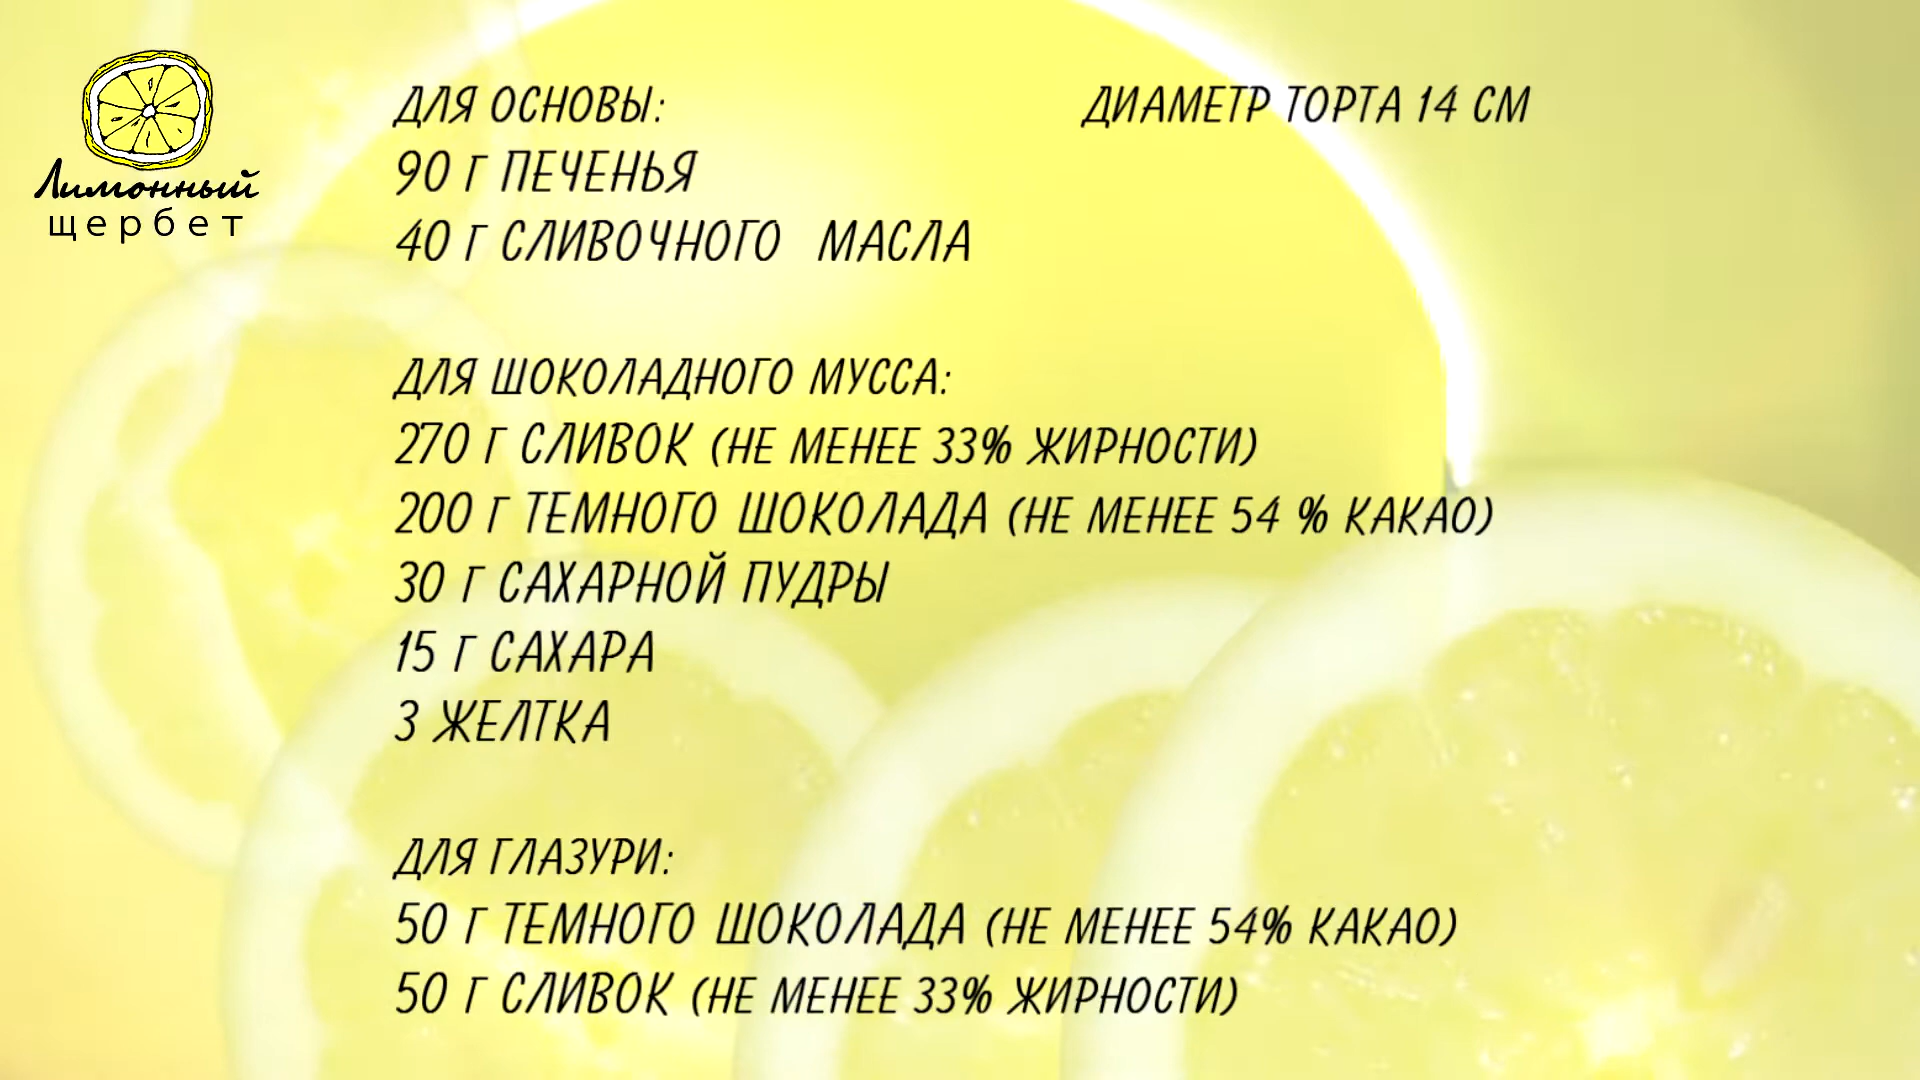 Лимонный
щербет
ДЛЯ ОСНОВЫ:
ДИАМЕТР ТОРТА 14 СМ
90 Г ПЕЧЕНЬЯ
40 Г СЛИВОЧНОГО МАСЛА
ДЛЯ ШОКОЛАДНОГО МУССА:
270 Г СЛИВОК (НЕ МЕНЕЕ 33% ЖИРНОСТИ)
200 Г ТЕМНОГО ШОКОЛАДА (НЕ МЕНЕЕ 54 % КАКАО)
30 Г САХАРНОЙ ПУДРЫ
15 Г САХАРА
3 ЖЕЛТКА
ДЛЯ ГЛАЗУРИ:
50 Г ТЕМНОГО ШОКОЛАДА (НЕ МЕНЕЕ 54% КАКАО)
50 Г СЛИВОК (НЕ МЕНЕЕ 33% ЖИРНОСТИ)